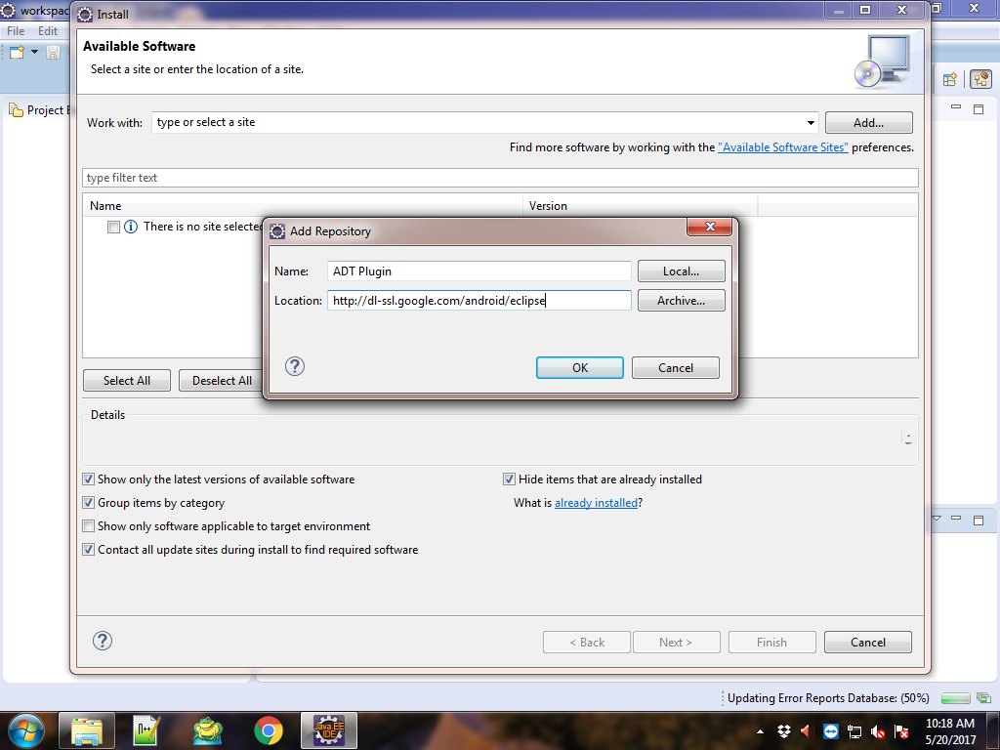 workspac
Install
File Edit
Available Software
Select a site or enter the location of a site.
Project E
Work with: type or select a site Add...
Find more software by working with the "Available Software Sites" preferences.
type filter text
Name Version
There is no site selected
Add Repository
Name: ADT Plugin Local...
Location: http://dl-ssl.google.com/android/eclipse Archive...
? OK Cancel
Select All Deselect All
Details
Show only the latest versions of available software Hide items that are already installed
Group items by category What is already installed?
Show only software applicable to target environment
Contact all update sites during install to find required software
? < Back Next > Finish Cancel
Updating Error Reports Database: (50%)
Java EE
IDE
10:18 AM
5/20/2017